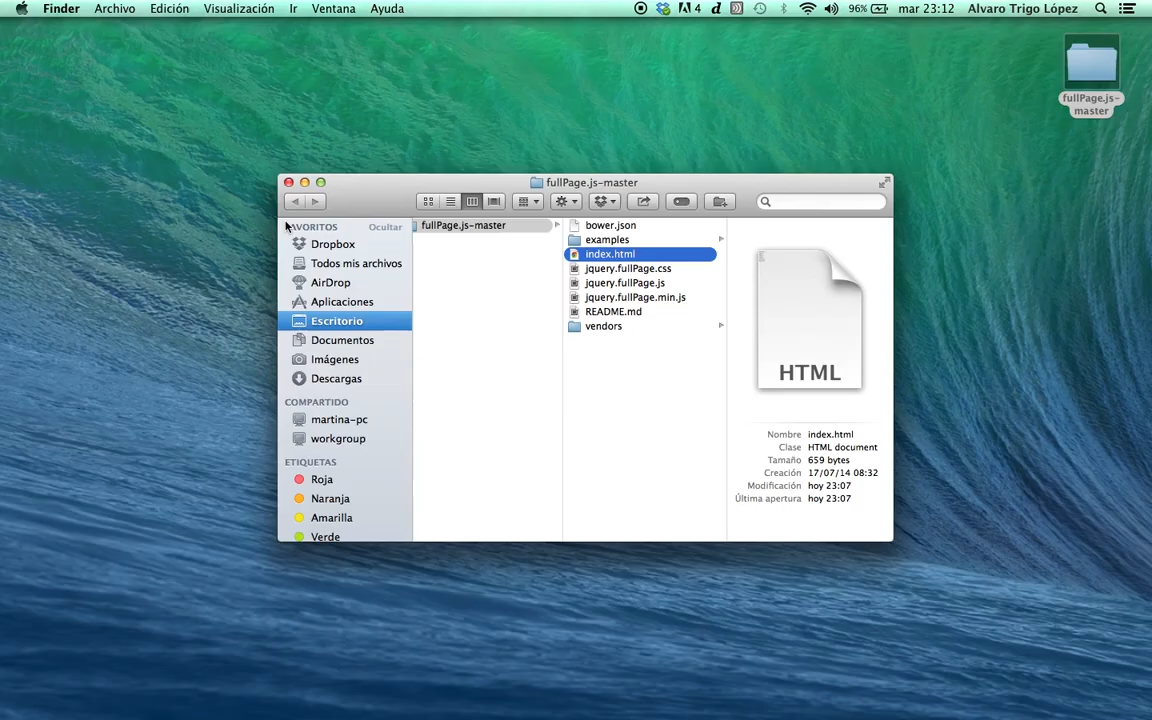 Finder Archivo Edición Visualización Ir Ventana Ayuda 4 96% mar 23:12 Alvaro Trigo López
fullPage.js-
master
fullPage.js-master
FAVORITOS Ocultar
Dropbox
Todos mis archivos
AirDrop
Aplicaciones
Escritorio
Documentos
Imágenes
Descargas
COMPARTIDO
martina-pc
workgroup
ETIQUETAS
Roja
Naranja
Amarilla
Verde
fullPage.js-master
bower.json
examples
index.html
jquery.fullPage.css
jquery.fullPage.js
jquery.fullPage.min.js
README.md
vendors
HTML
Nombre index.html
Clase HTML document
Tamaño 659 bytes
Creación 17/07/14 08:32
Modificación hoy 23:07
Última apertura hoy 23:07